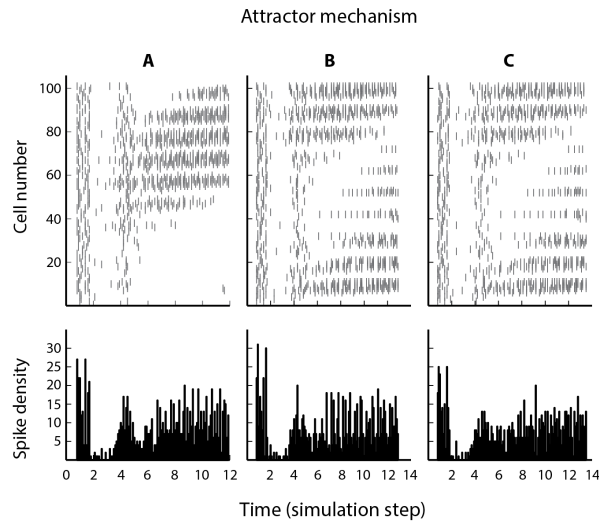 Attractor mechanism
A B C
Cell number
100
80
60
40
20
Spike density
30
25
20
15
10
5
0 2 4 6 8 10 12 2 4 6 8 10 12 14 2 4 6 8 10 12 14
Time (simulation step)